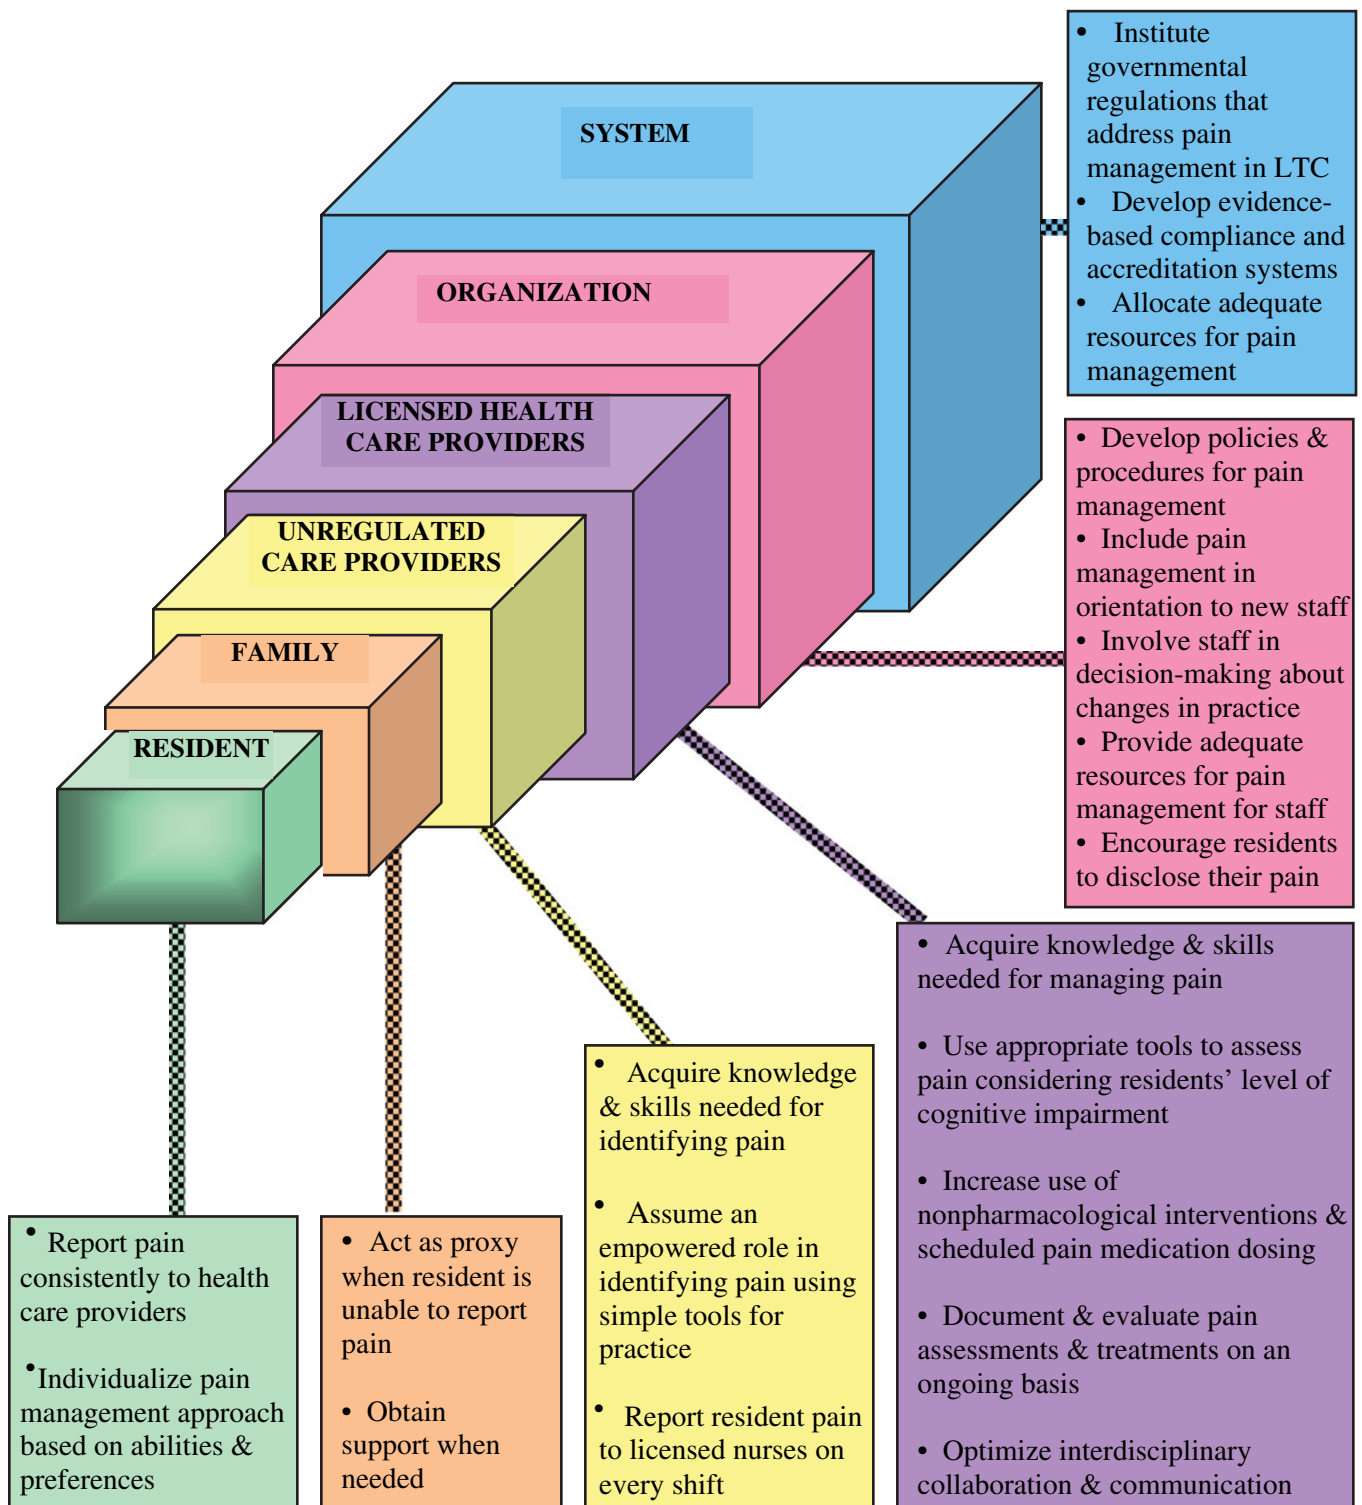 SYSTEM
ORGANIZATION
LICENSED HEALTH
CARE PROVIDERS
UNREGULATED
CARE PROVIDERS
FAMILY
RESIDENT
• Institute
governmental
regulations that
address pain
management in LTC
• Develop evidence-
based compliance and
accreditation systems
• Allocate adequate
resources for pain
management
• Develop policies &
procedures for pain
management
• Include pain
management in
orientation to new staff
• Involve staff in
decision-making about
changes in practice
• Provide adequate
resources for pain
management for staff
• Encourage residents
to disclose their pain
• Acquire knowledge & skills
needed for managing pain
• Use appropriate tools to assess
pain considering residents’ level of
cognitive impairment
• Increase use of
nonpharmacological interventions &
scheduled pain medication dosing
• Document & evaluate pain
assessments & treatments on an
ongoing basis
• Optimize interdisciplinary
collaboration & communication
• Acquire knowledge
& skills needed for
identifying pain
• Assume an
empowered role in
identifying pain using
simple tools for
practice
• Report resident pain
to licensed nurses on
every shift
• Act as proxy
when resident is
unable to report
pain
• Obtain
support when
needed
• Report pain
consistently to health
care providers
•Individualize pain
management approach
based on abilities &
preferences